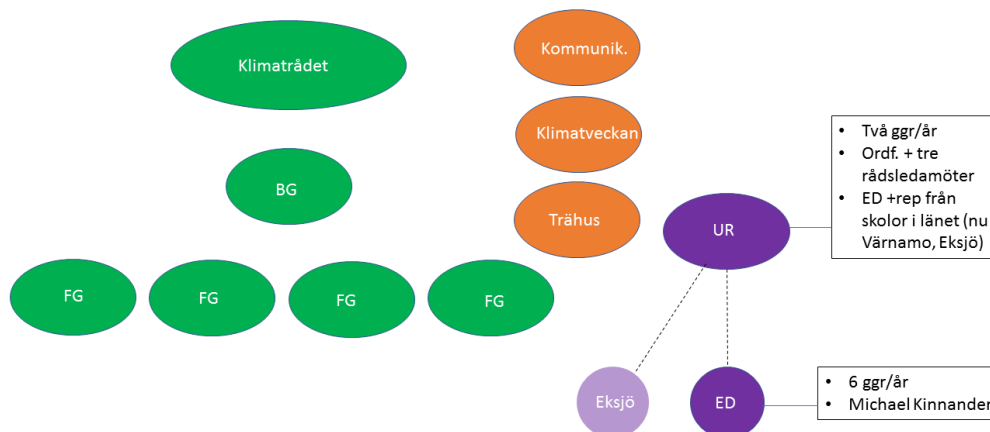 Klimatrådet
Kommunik.
Klimatveckan
Trähus
BG
FG
FG
FG
FG
UR
• Två ggr/år
• Ordf. + tre
rådsledamöter
• ED +rep från
skolor i länet (nu
Värnamo, Eksjö)
Eksjö
ED
• 6 ggr/år
• Michael Kinnander